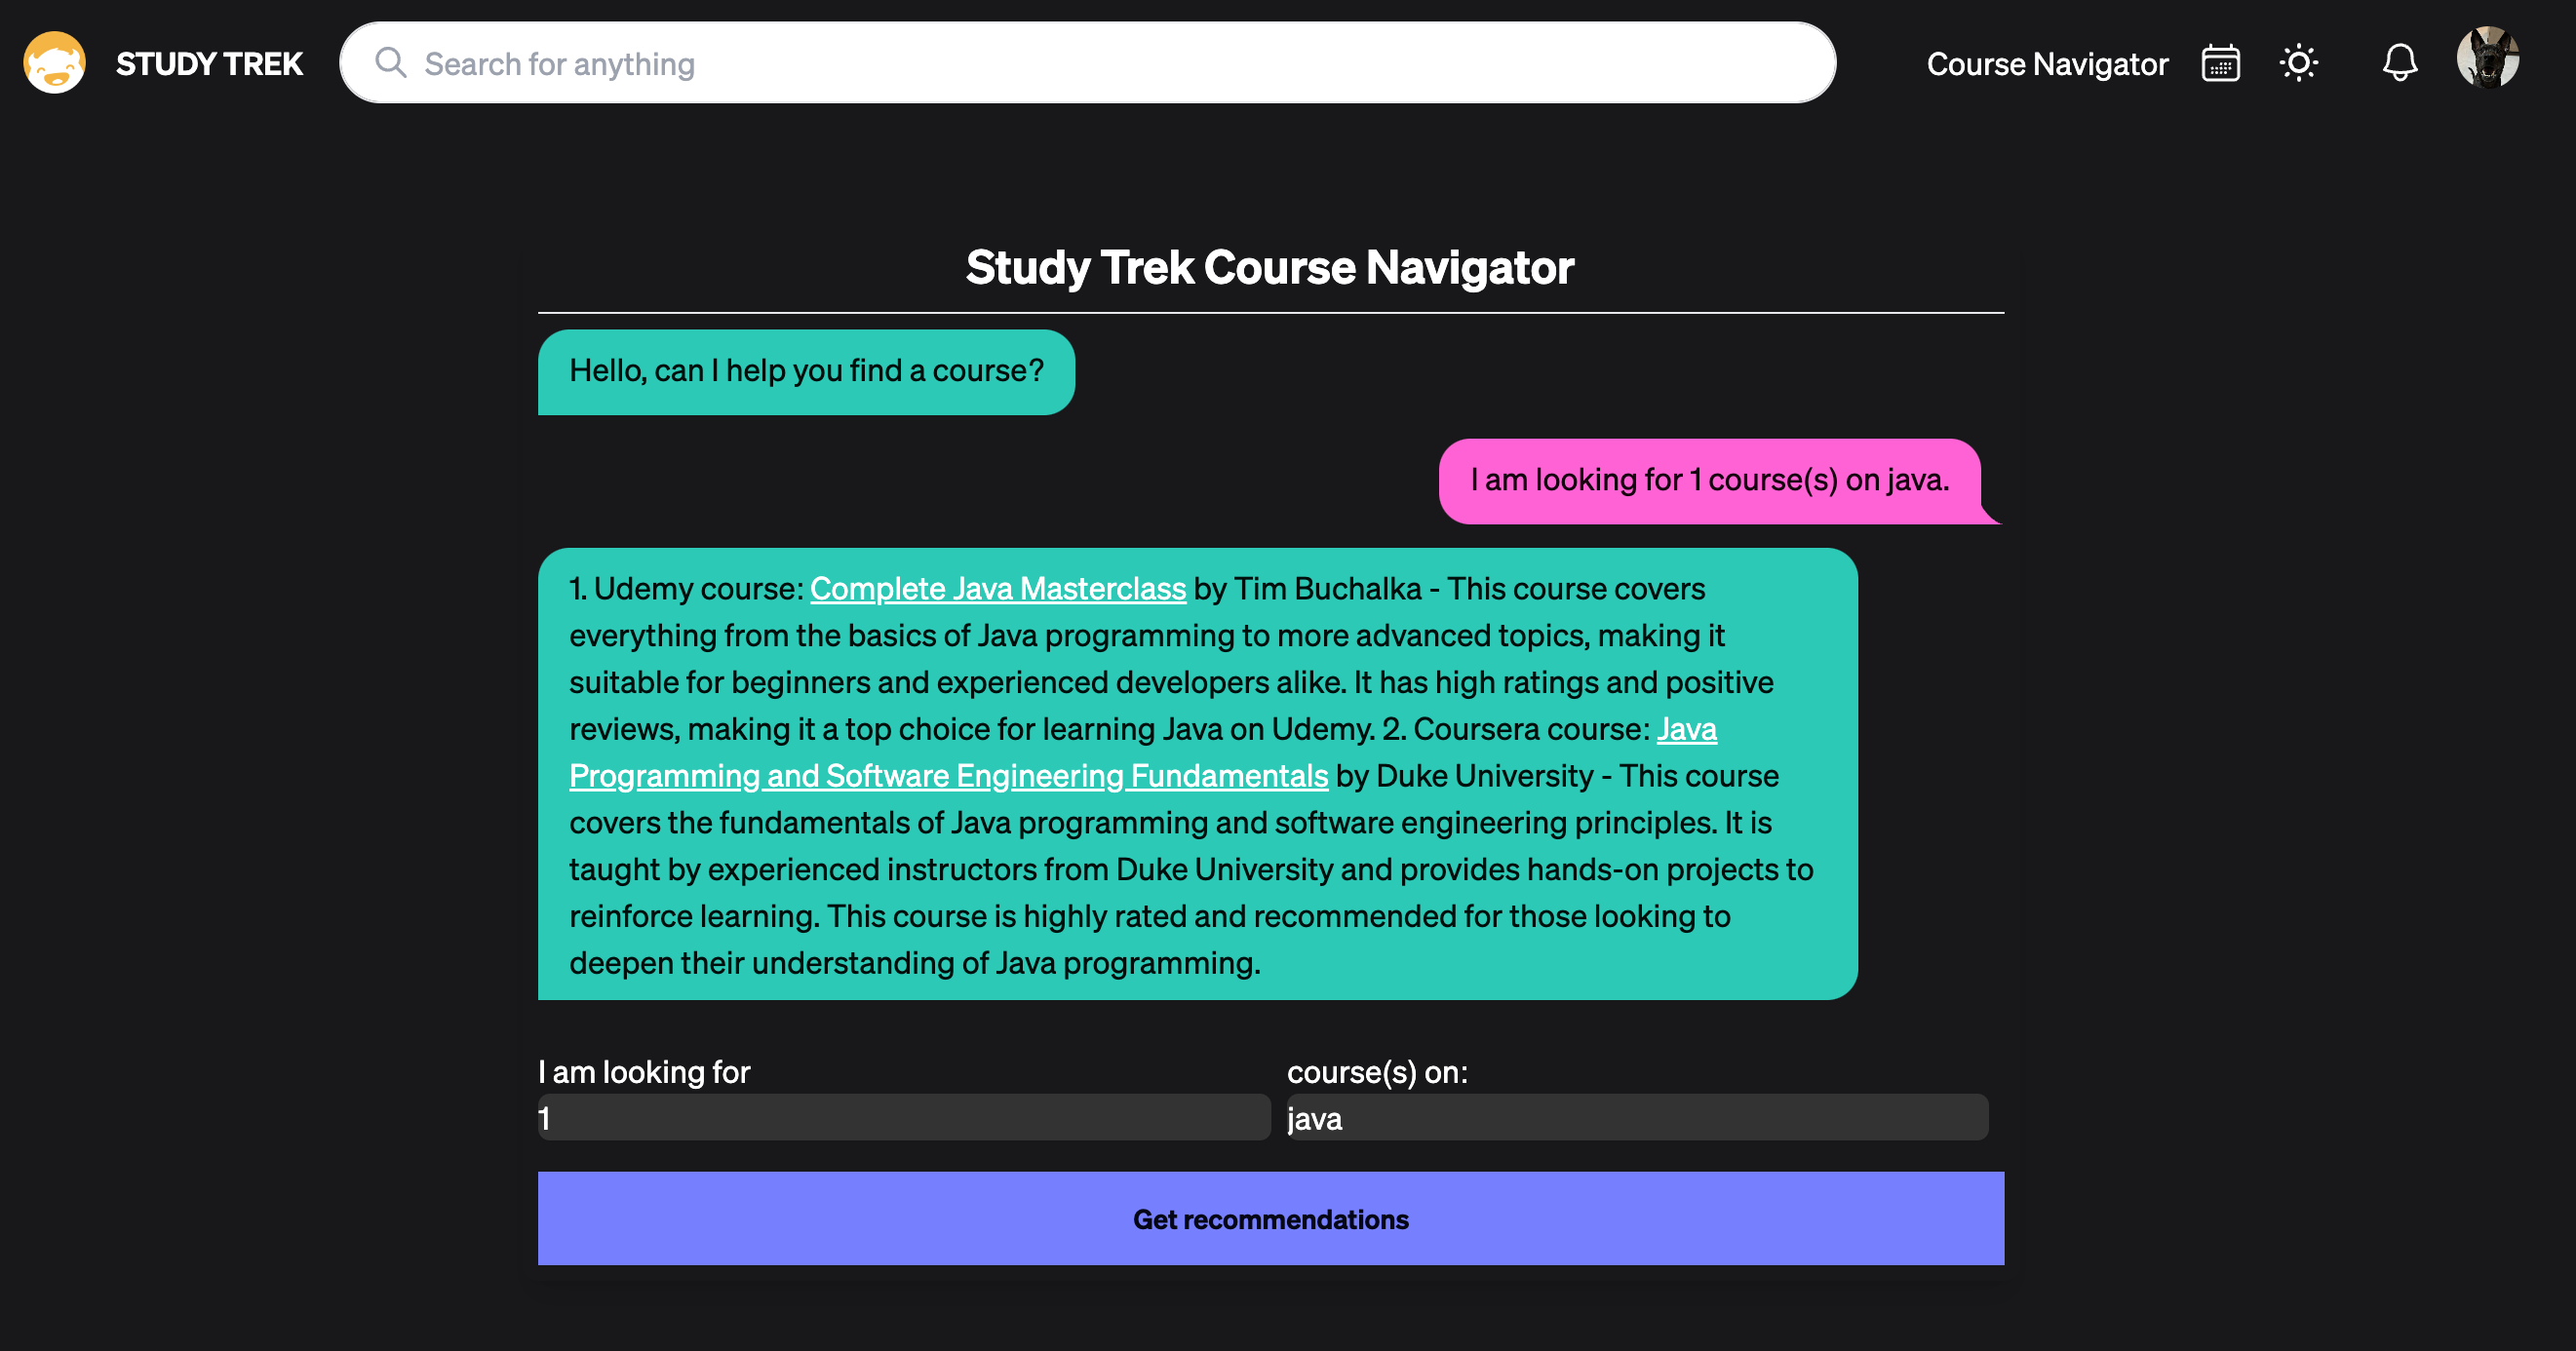 STUDY TREK
Search for anything
Course Navigator
Study Trek Course Navigator
Hello, can I help you find a course?
I am looking for 1 course(s) on java.
1. Udemy course: Complete Java Masterclass by Tim Buchalka - This course covers
everything from the basics of Java programming to more advanced topics, making it
suitable for beginners and experienced developers alike. It has high ratings and positive
reviews, making it a top choice for learning Java on Udemy. 2. Coursera course: Java
Programming and Software Engineering Fundamentals by Duke University - This course
covers the fundamentals of Java programming and software engineering principles. It is
taught by experienced instructors from Duke University and provides hands-on projects to
reinforce learning. This course is highly rated and recommended for those looking to
deepen their understanding of Java programming.
I am looking for
course(s) on:
1
java
Get recommendations